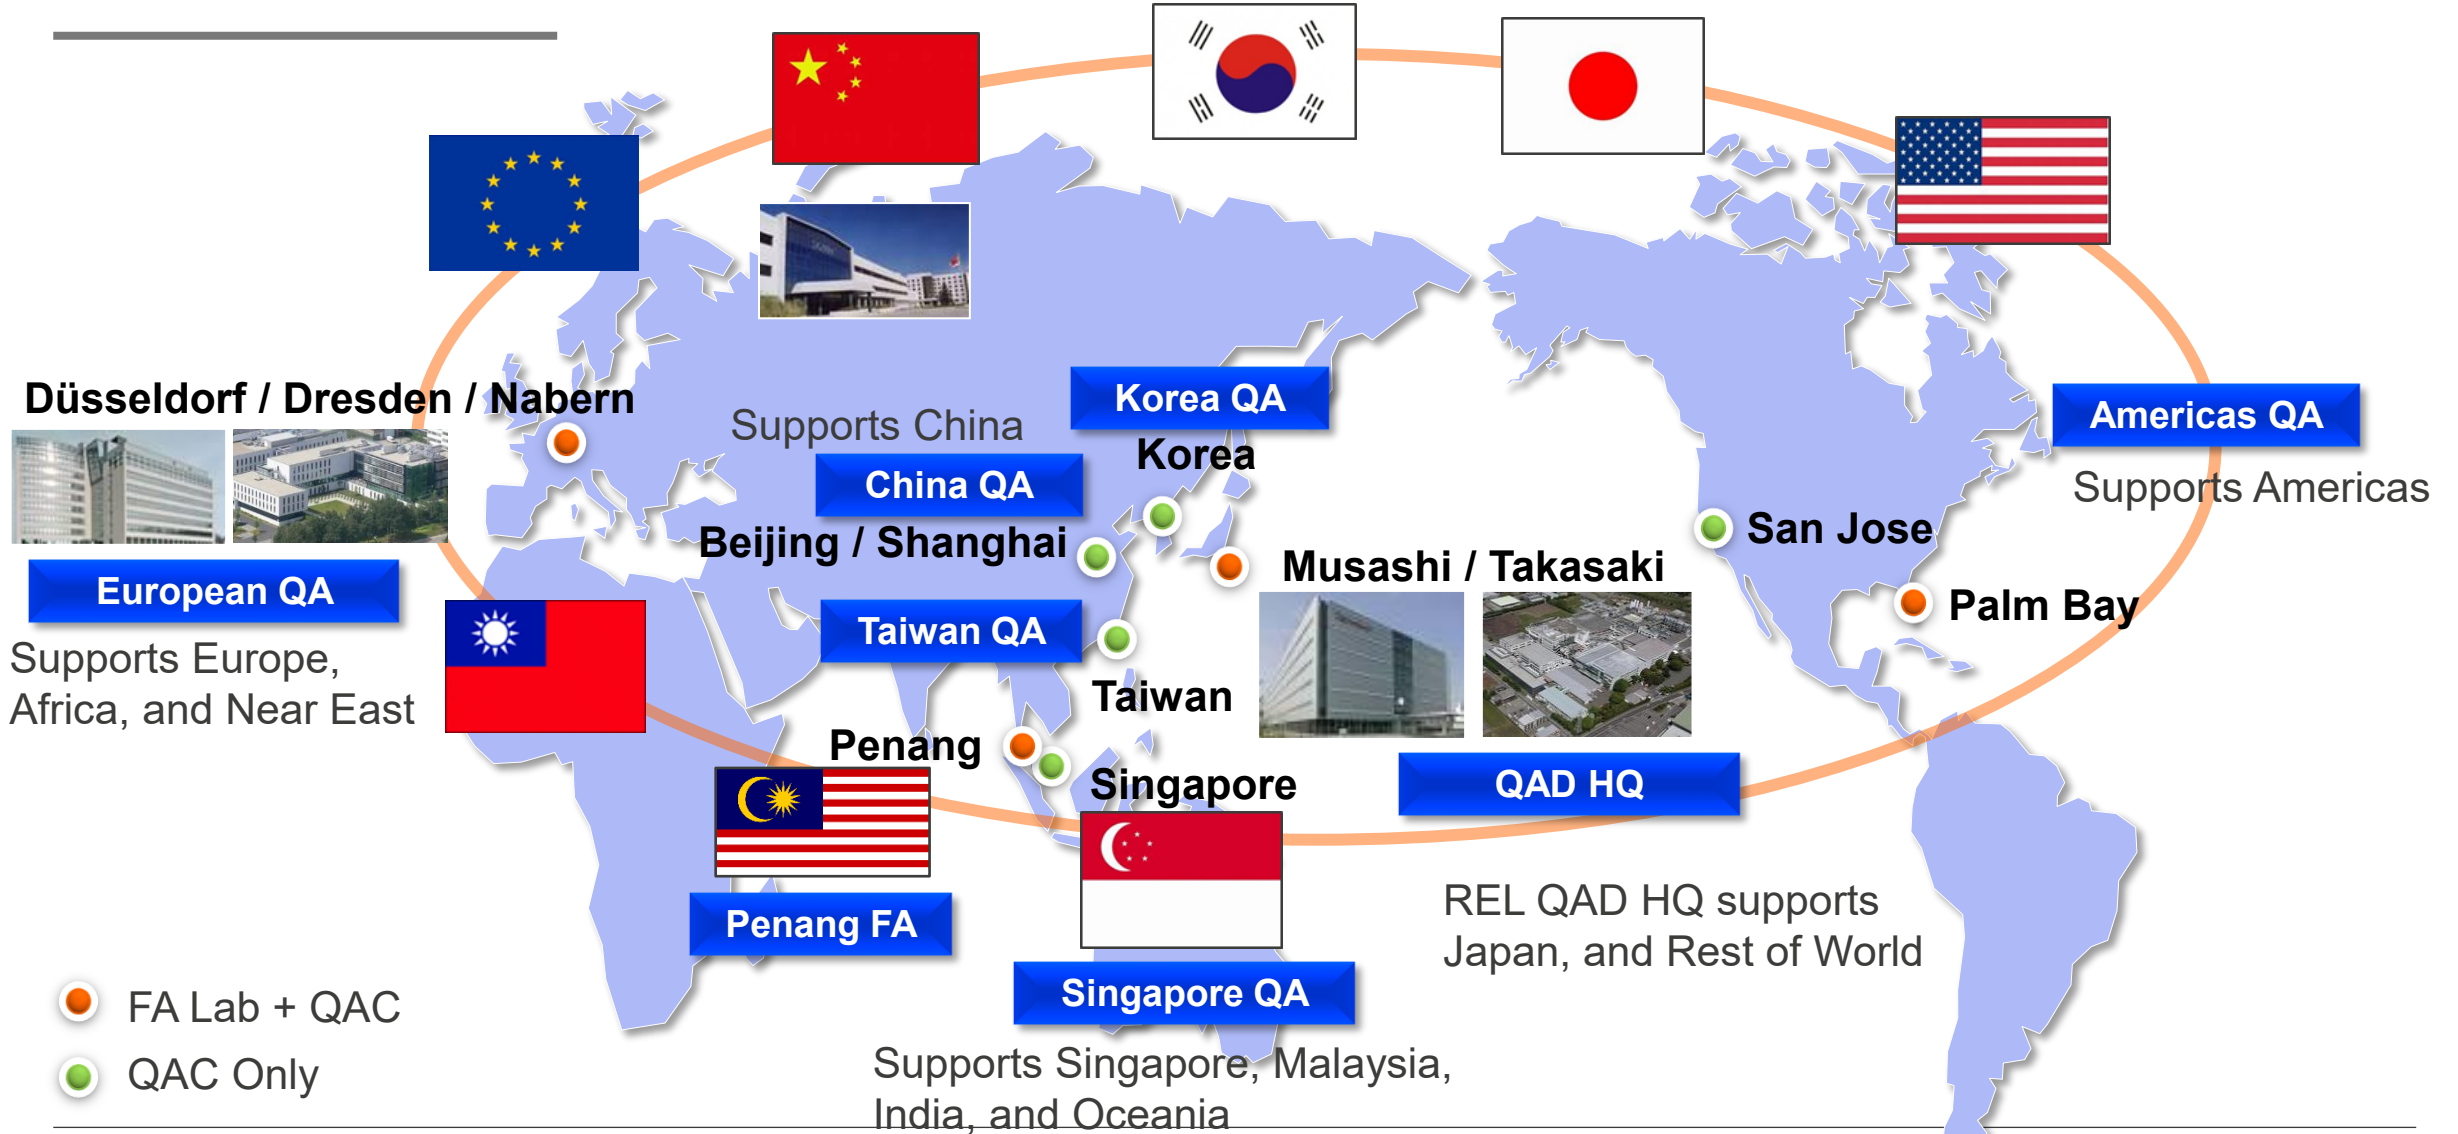 Düsseldorf / Dresden / Nabern
European QA
Supports Europe,
Africa, and Near East
Supports China
China QA
Beijing / Shanghai
Korea QA
Korea
Taiwan QA
Taiwan
Penang
Penang FA
Singapore
Singapore QA
Supports Singapore, Malaysia,
India, and Oceania
Musashi / Takasaki
QAD HQ
REL QAD HQ supports
Japan, and Rest of World
Americas QA
Supports Americas
San Jose
Palm Bay
FA Lab + QAC
QAC Only